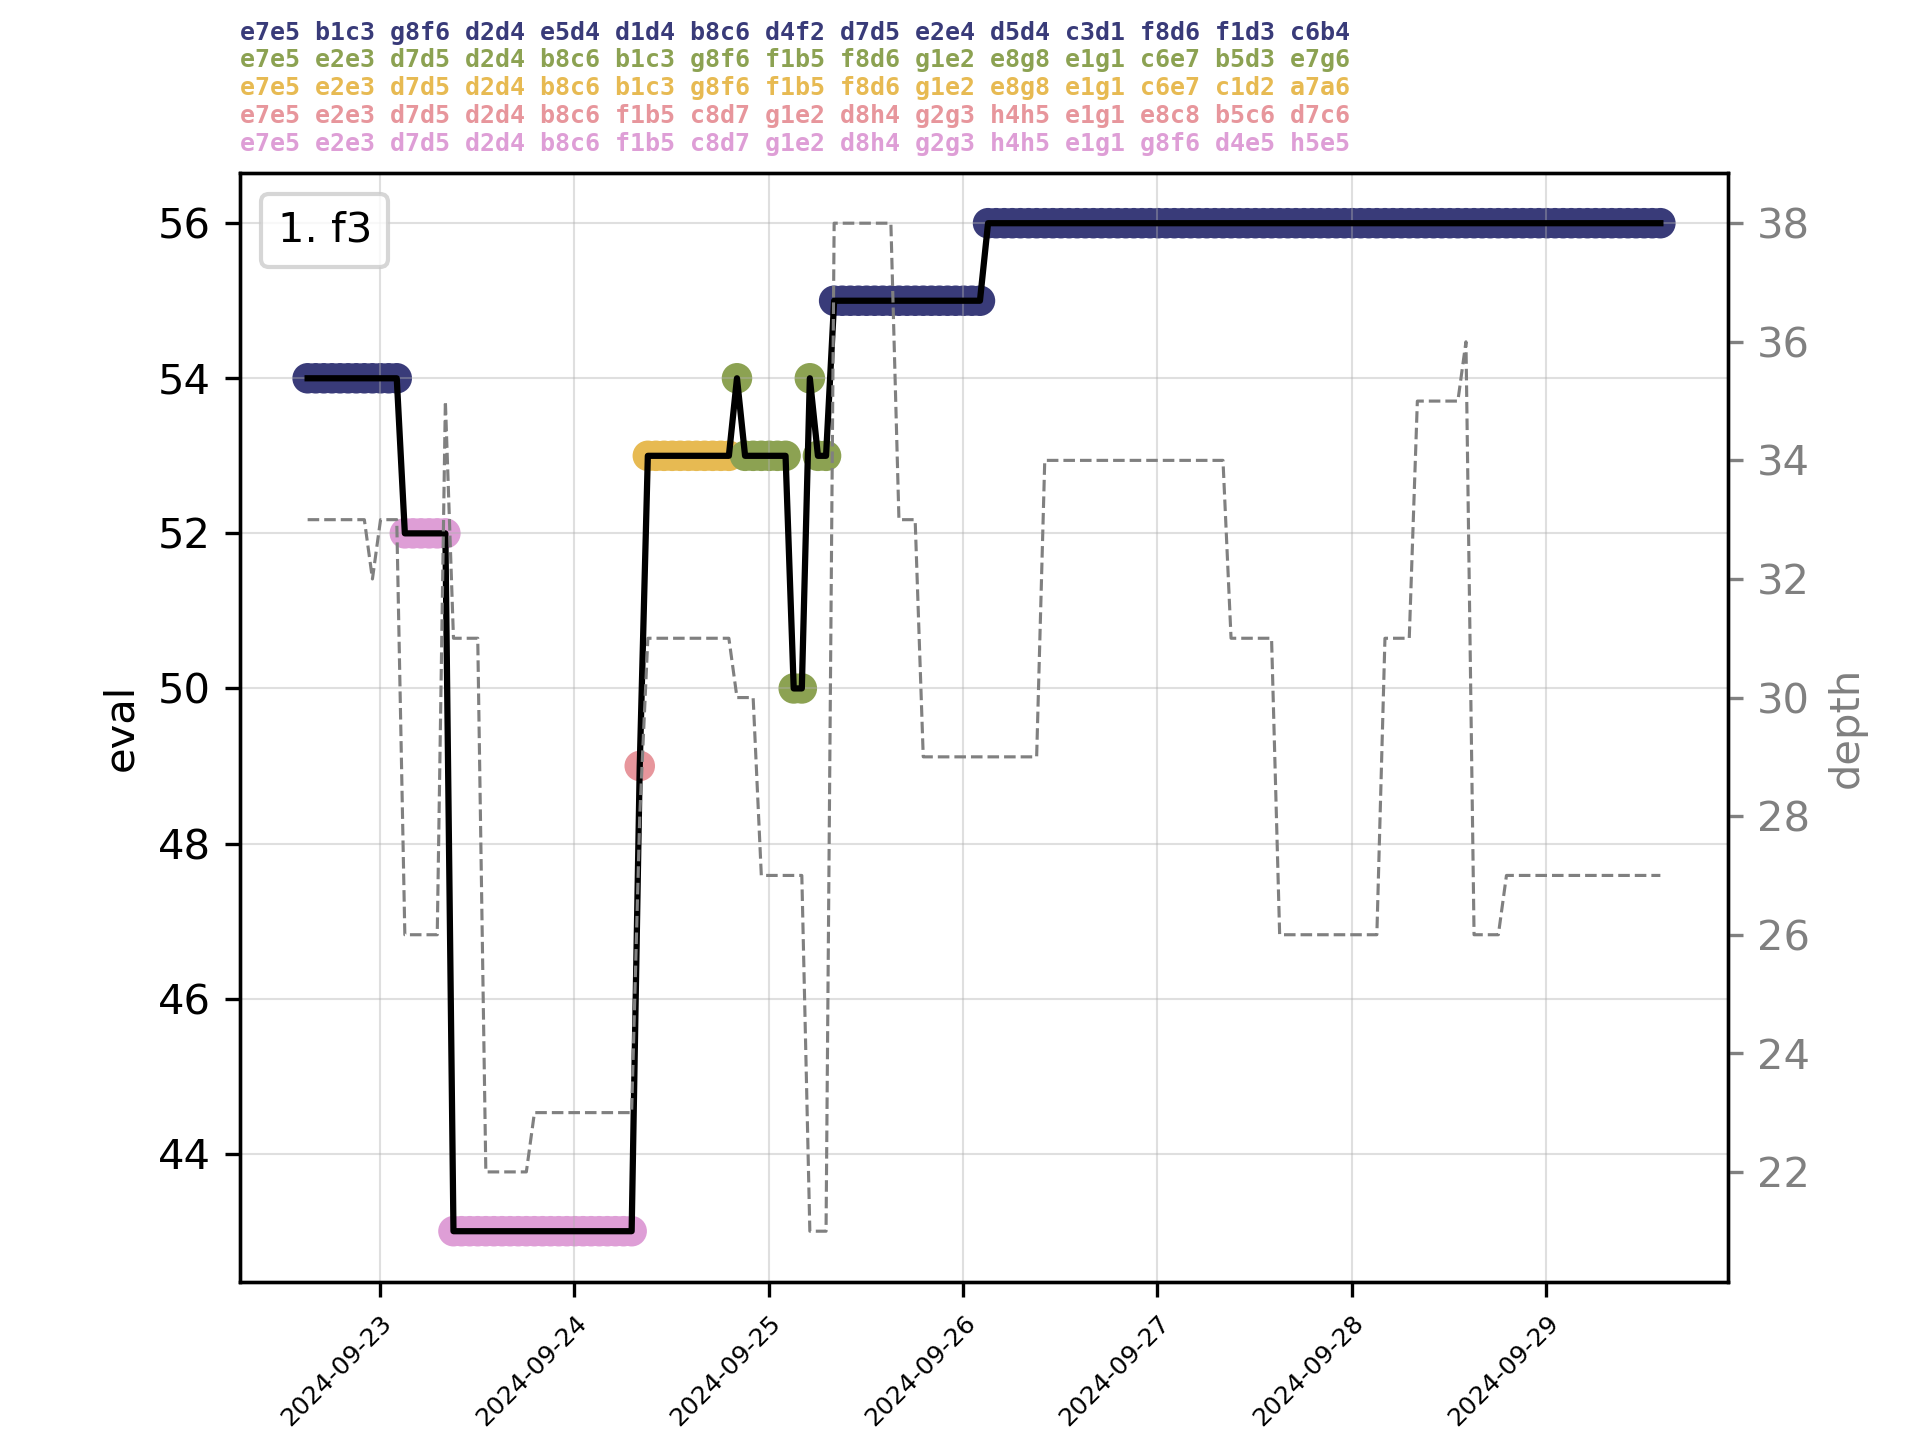 e7e5 b1c3 g8f6 d2d4 e5d4 d1d4 b8c6 d4f2 d7d5 e2e4 d5d4 c3d1 f8d6 f1d3 c6b4
e7e5 e2e3 d7d5 d2d4 b8c6 b1c3 g8f6 f1b5 f8d6 g1e2 e8g8 e1g1 c6e7 b5d3 e7g6
e7e5 e2e3 d7d5 d2d4 b8c6 b1c3 g8f6 f1b5 f8d6 g1e2 e8g8 e1g1 c6e7 c1d2 a7a6
e7e5 e2e3 d7d5 d2d4 b8c6 f1b5 c8d7 g1e2 d8h4 g2g3 h4h5 e1g1 e8c8 b5c6 d7c6
e7e5 e2e3 d7d5 d2d4 b8c6 f1b5 c8d7 g1e2 d8h4 g2g3 h4h5 e1g1 g8f6 d4e5 h5e5
1. f3
56
54
52
50
48
46
44
eval
38
36
34
32
30
28
26
24
22
depth
2024-09-23
2024-09-24
2024-09-25
2024-09-26
2024-09-27
2024-09-28
2024-09-29